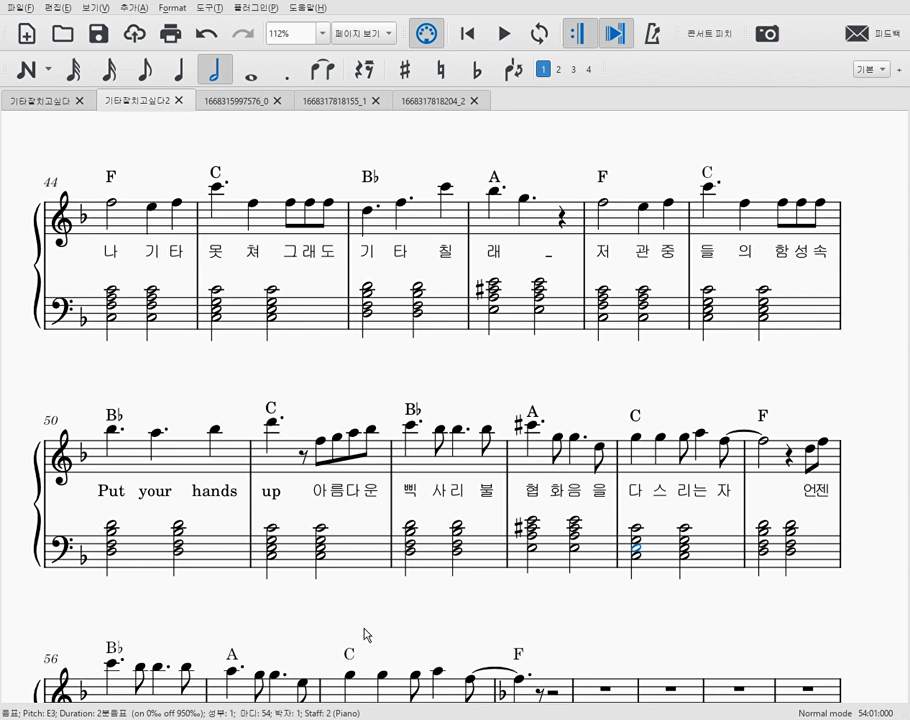 파일(F) 편집(E) 보기(V) 추가(A) Format 도구(T) 플러그인(P) 도움말(H)
112% 페이지 보기 콘서트 피치 피드백
1 2 3 4 기본 +
기타잘치고싶다 기타잘치고싶다2 1668315997576_0 1668317818155_1 1668317818204_2
44 F C B♭ A F C
나 기 타 못 쳐 그 래 도 기 타 칠 래 _ 저 관 중 들 의 함 성 속
50 B♭ C B♭ A C F
Put your hands up 아 름 다 운 삑 사 리 불 협 화 음 을 다 스 리 는 자 언 젠
56 B♭ A C F
음표; Pitch: E3; Duration: 2분음표 (on 0‰ off 950‰); 성부: 1; 마디: 54; 박자: 1; Staff: 2 (Piano) Normal mode 54:01:000